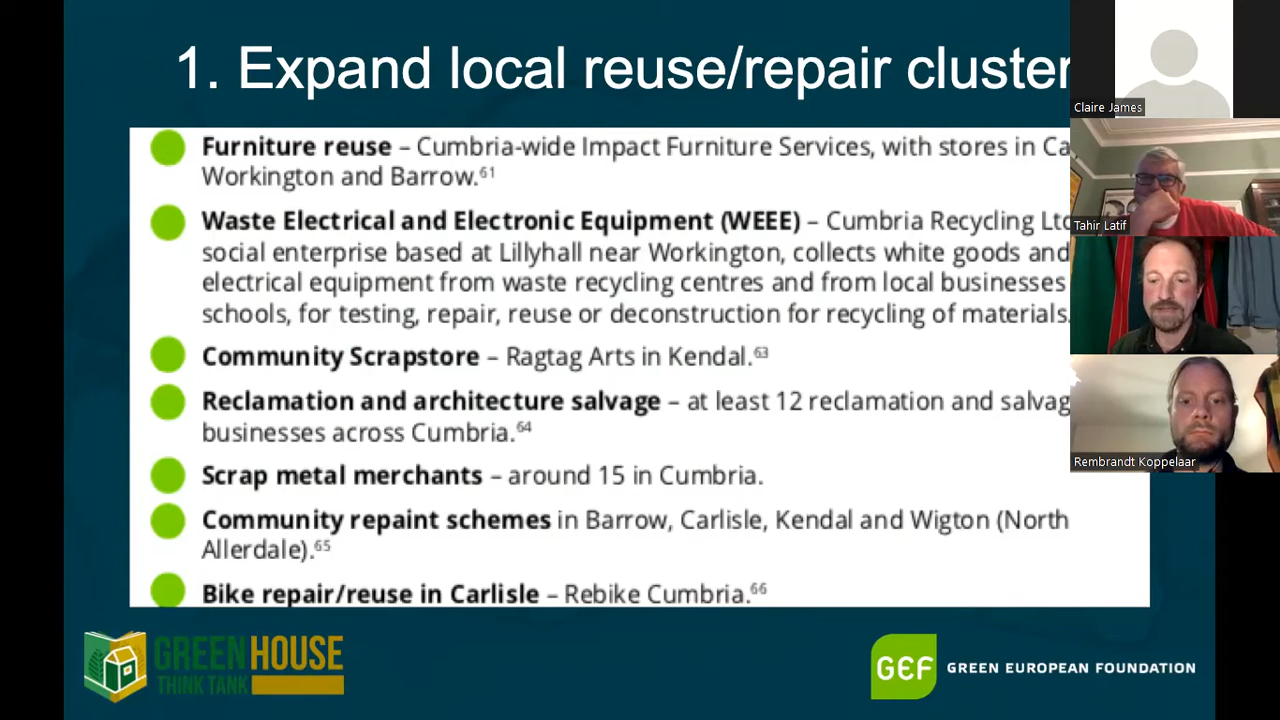 1. Expand local reuse/repair cluster
Furniture reuse – Cumbria-wide Impact Furniture Services, with stores in Ca
Workington and Barrow.61
Waste Electrical and Electronic Equipment (WEEE) – Cumbria Recycling Ltd
social enterprise based at Lillyhall near Workington, collects white goods and
electrical equipment from waste recycling centres and from local businesses
schools, for testing, repair, reuse or deconstruction for recycling of materials.
Community Scrapstore – Ragtag Arts in Kendal.63
Reclamation and architecture salvage – at least 12 reclamation and salvag
businesses across Cumbria.64
Scrap metal merchants – around 15 in Cumbria.
Community repaint schemes in Barrow, Carlisle, Kendal and Wigton (North
Allerdale).65
Bike repair/reuse in Carlisle – Rebike Cumbria.66
GREEN HOUSE
THINK TANK
GEF GREEN EUROPEAN FOUNDATION
Claire James
Tahir Latif
Rembrandt Koppelaar